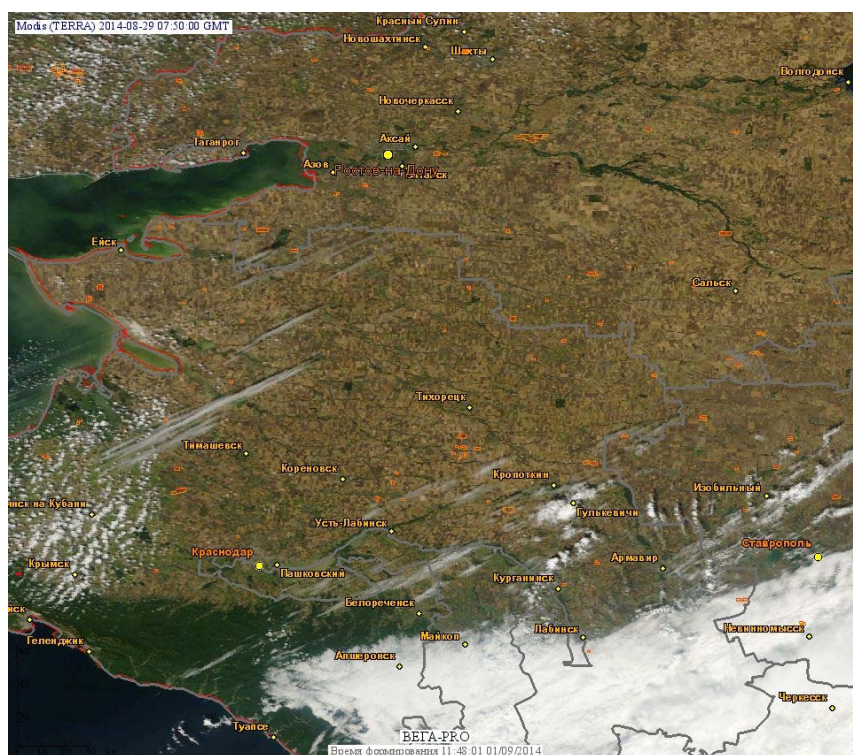 Modis (TERRA) 2014-08-29 07:50:00 GMT
Красный Сулин
Новошахтинск
Шахты
Волгодонск
Новочеркасск
Аксай
Таганрог
Азов
Ростов-на-Дону
Ейск
Сальск
Тихорецк
Тимашевск
Кореновск
Кропоткин
Изобильный
янск на Кубани
Гулькевичи
Усть-Лабинск
Ставрополь
Краснодар
Крымск
Пашковский
Армавир
Курганинск
Белореченск
йск
Геленджик
Майкоп
Лабинск
Невинномысск
Апшеронск
Черкесск
Туапсе
ВЕГА-PRO
Время формирования 11:48:01 01/09/2014